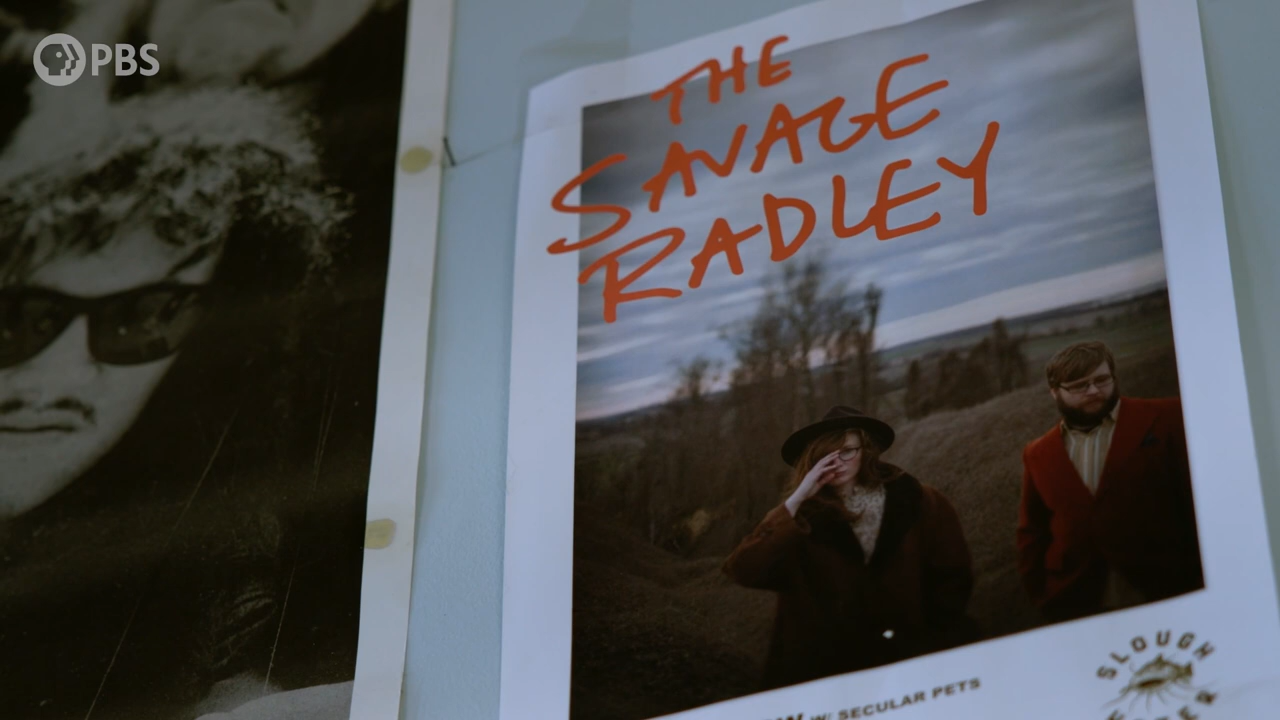 PBS
THE
SAVAGE
RADLEY
W/ SECULAR PETS
SLOUGH